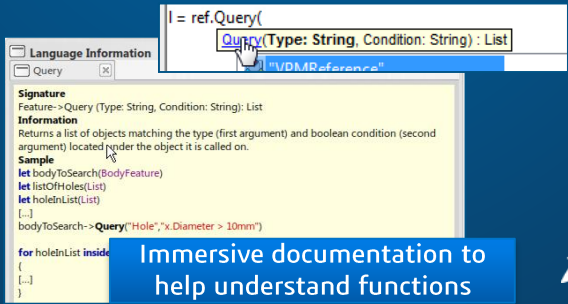 l = ref.Query(
Query(Type: String, Condition: String) : List
"VPMReference"
Language Information
Query
Signature
Feature->Query (Type: String, Condition: String): List
Information
Returns a list of objects matching the type (first argument) and boolean condition (second
argument) located under the object it is called on.
Sample
let bodyToSearch(BodyFeature)
let listOfHoles(List)
let holeInList(List)
[...]
bodyToSearch->Query("Hole","x.Diameter > 10mm")
for holeInList inside
{
[...]
}
Immersive documentation to
help understand functions